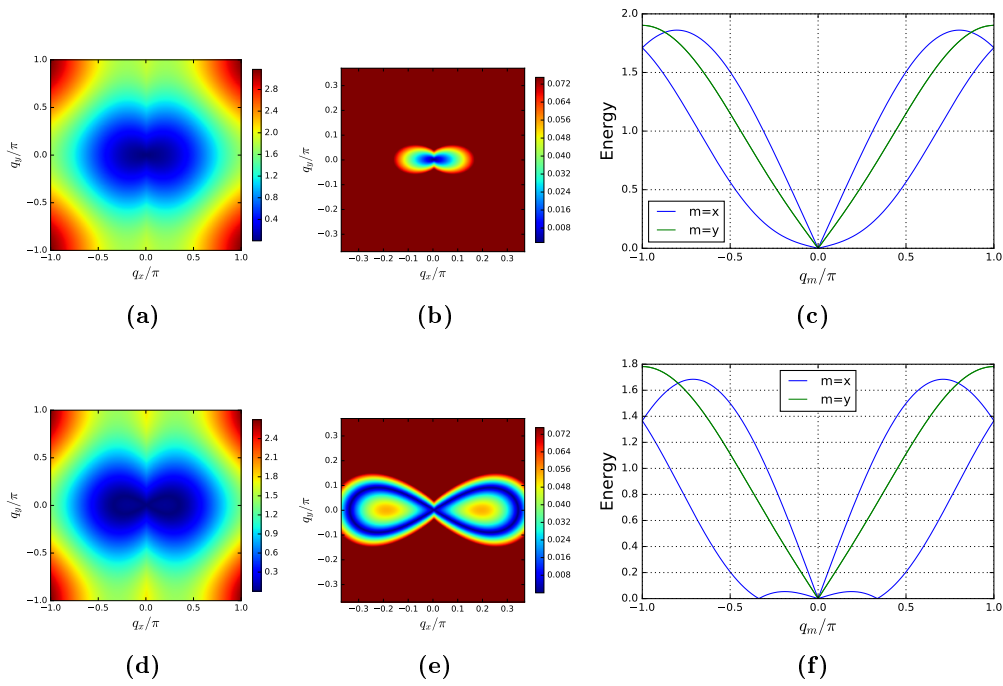 1.0
0.5
0.0
−0.5
−1.0
−1.0 −0.5 0.0 0.5 1.0
q_y/π
q_x/π
2.8
2.4
2.0
1.6
1.2
0.8
0.4
(a)
0.3
0.2
0.1
0.0
−0.1
−0.2
−0.3
−0.3 −0.2 −0.1 0.0 0.1 0.2 0.3
q_y/π
q_x/π
0.072
0.064
0.056
0.048
0.040
0.032
0.024
0.016
0.008
(b)
2.0
1.5
1.0
0.5
0.0
−1.0 −0.5 0.0 0.5 1.0
Energy
q_m/π
m=x
m=y
(c)
1.0
0.5
0.0
−0.5
−1.0
−1.0 −0.5 0.0 0.5 1.0
q_y/π
q_x/π
2.4
2.1
1.8
1.5
1.2
0.9
0.6
0.3
(d)
0.3
0.2
0.1
0.0
−0.1
−0.2
−0.3
−0.3 −0.2 −0.1 0.0 0.1 0.2 0.3
q_y/π
q_x/π
0.072
0.064
0.056
0.048
0.040
0.032
0.024
0.016
0.008
(e)
1.8
1.6
1.4
1.2
1.0
0.8
0.6
0.4
0.2
0.0
−1.0 −0.5 0.0 0.5 1.0
Energy
q_m/π
m=x
m=y
(f)